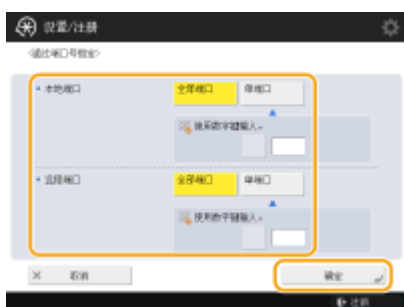 设置/注册
<通过端口号指定>
本地端口
全部端口
单端口
使用数字键输入。
远程端口
全部端口
单端口
使用数字键输入。
× 取消
确定
注销